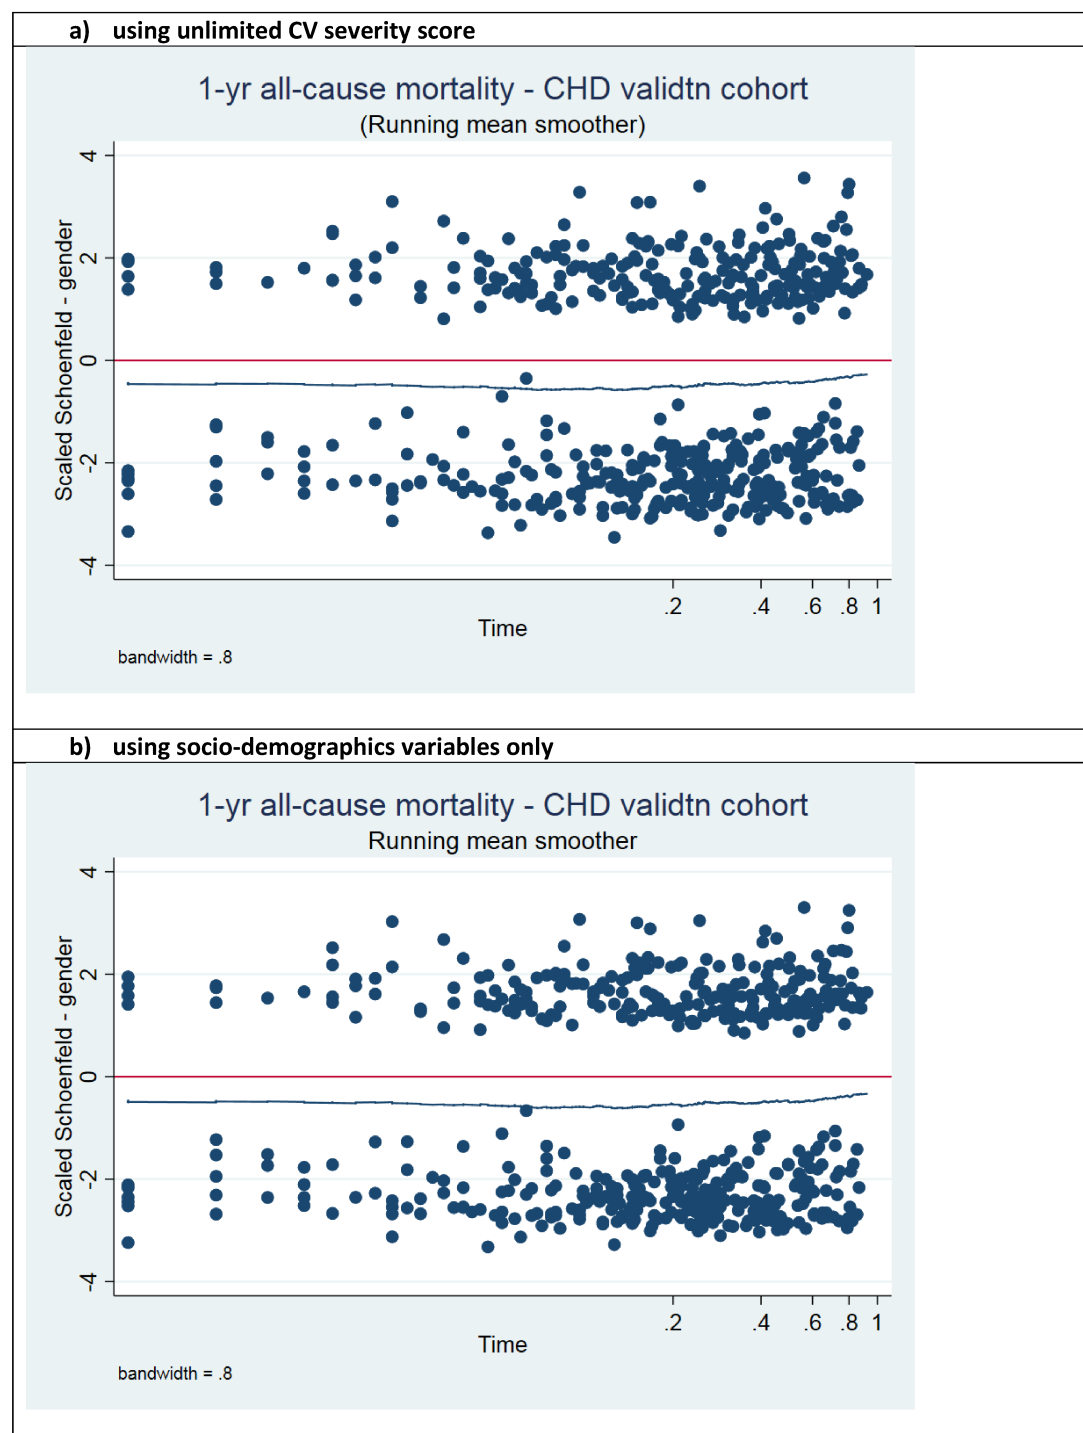 a) using unlimited CV severity score
1-yr all-cause mortality - CHD validtn cohort
(Running mean smoother)
Scaled Schoenfeld - gender
4
2
0
-2
-4
.2 .4 .6 .8 1
Time
bandwidth = .8
b) using socio-demographics variables only
1-yr all-cause mortality - CHD validtn cohort
Running mean smoother
Scaled Schoenfeld - gender
4
2
0
-2
-4
.2 .4 .6 .8 1
Time
bandwidth = .8